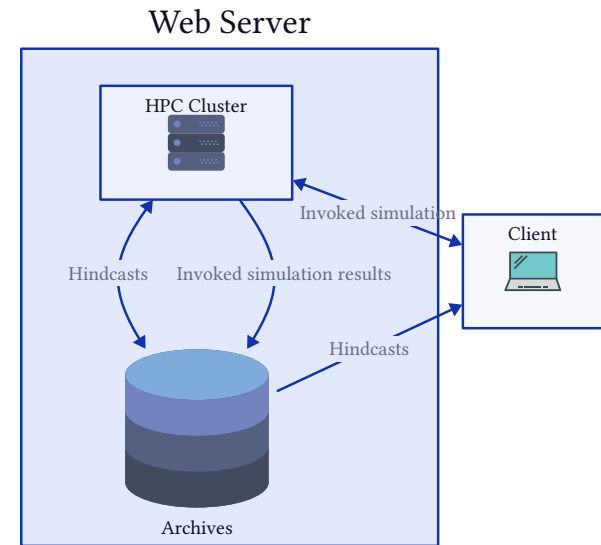 Web Server
HPC Cluster
Invoked simulation
Client
Hindcasts
Invoked simulation results
Hindcasts
Archives